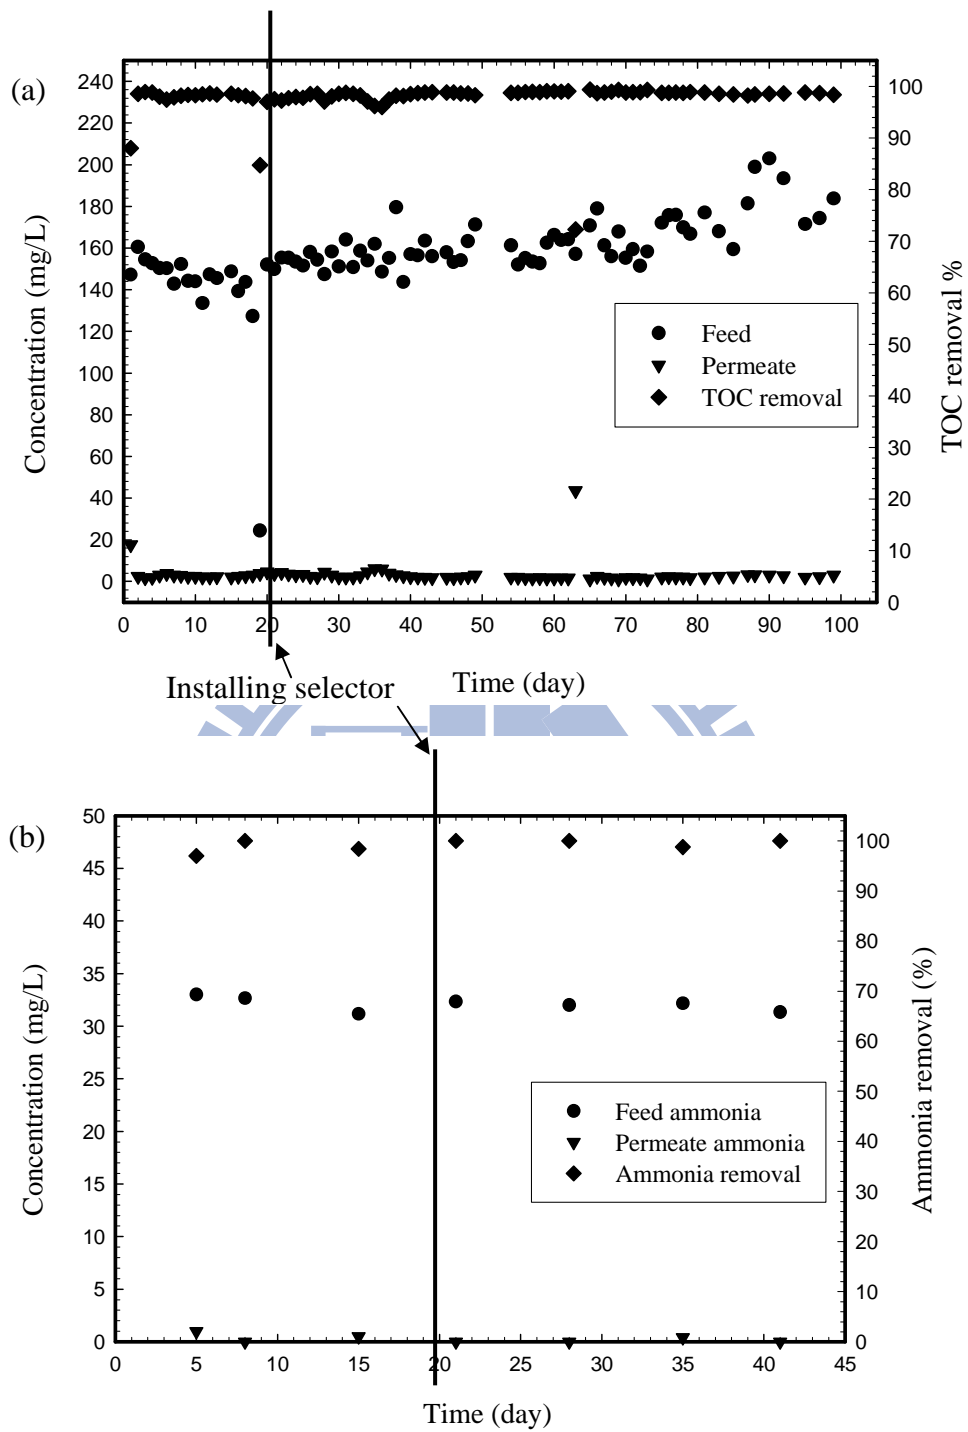 (a)
240
220
200
180
160
140
120
100
80
60
40
20
0
Concentration (mg/L)
100
90
80
70
60
50
40
30
20
10
0
TOC removal %
Feed
Permeate
TOC removal
0 10 20 30 40 50 60 70 80 90 100
Time (day)
Installing selector
(b)
50
45
40
35
30
25
20
15
10
5
0
Concentration (mg/L)
100
90
80
70
60
50
40
30
20
10
0
Ammonia removal (%)
Feed ammonia
Permeate ammonia
Ammonia removal
0 5 10 15 20 25 30 35 40 45
Time (day)